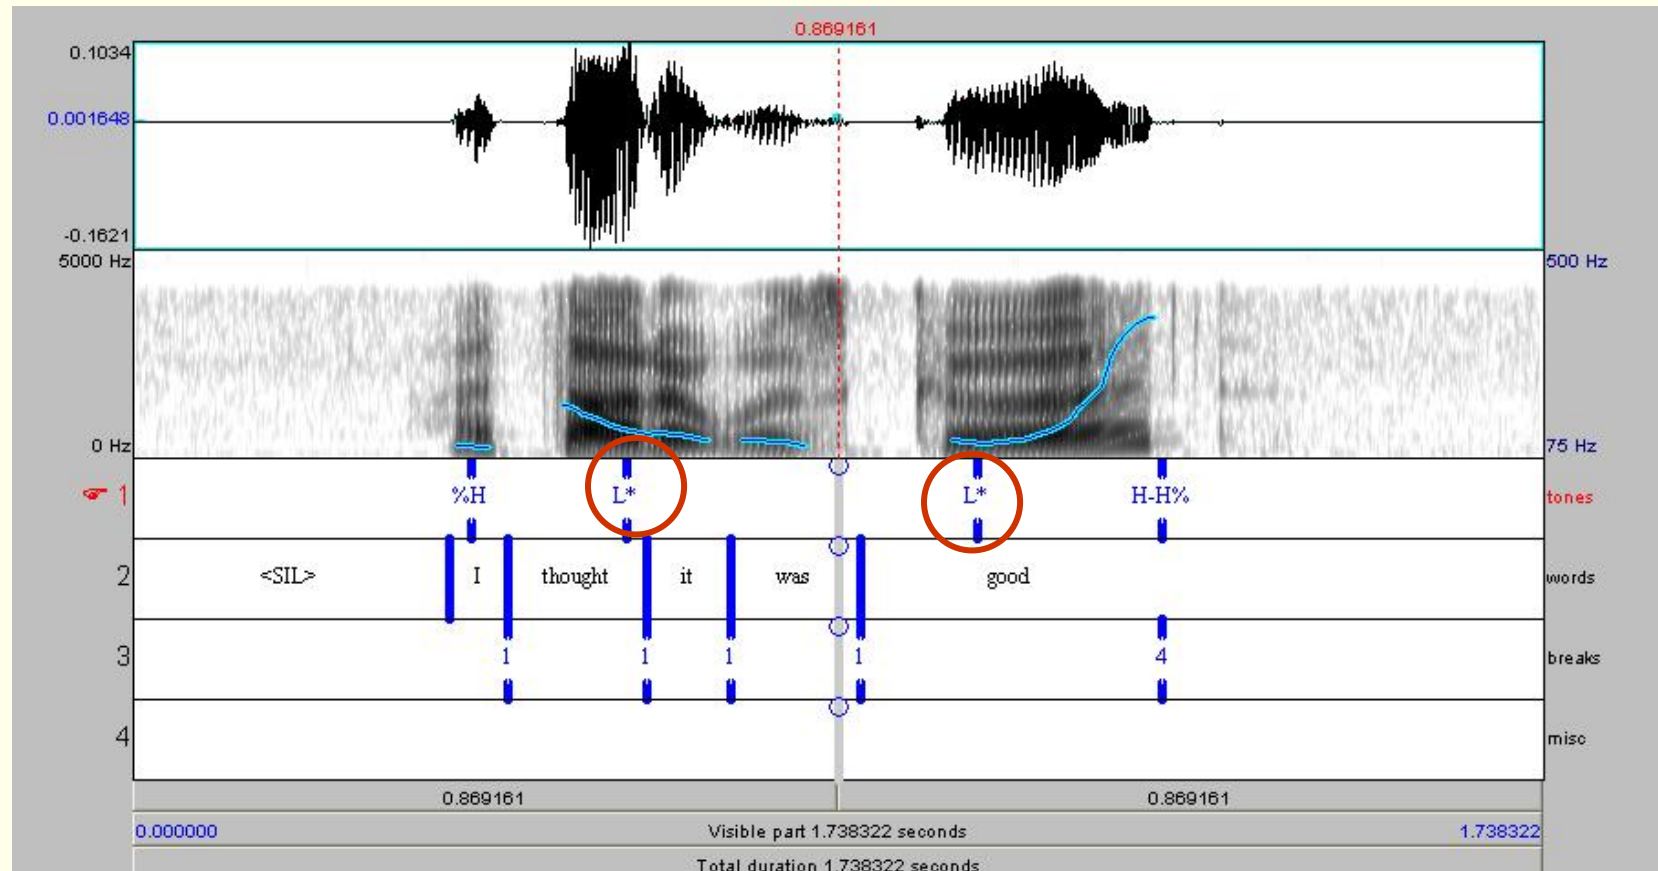 0.869161
0.1034
0.001648
-0.1621
5000 Hz 500 Hz
0 Hz 75 Hz
1 %H L* L* H-H% tones
2 <SIL> I thought it was good words
3 1 1 1 1 4 breaks
4 misc
0.869161 0.869161
0.000000 Visible part 1.738322 seconds 1.738322
Total duration 1.738322 seconds